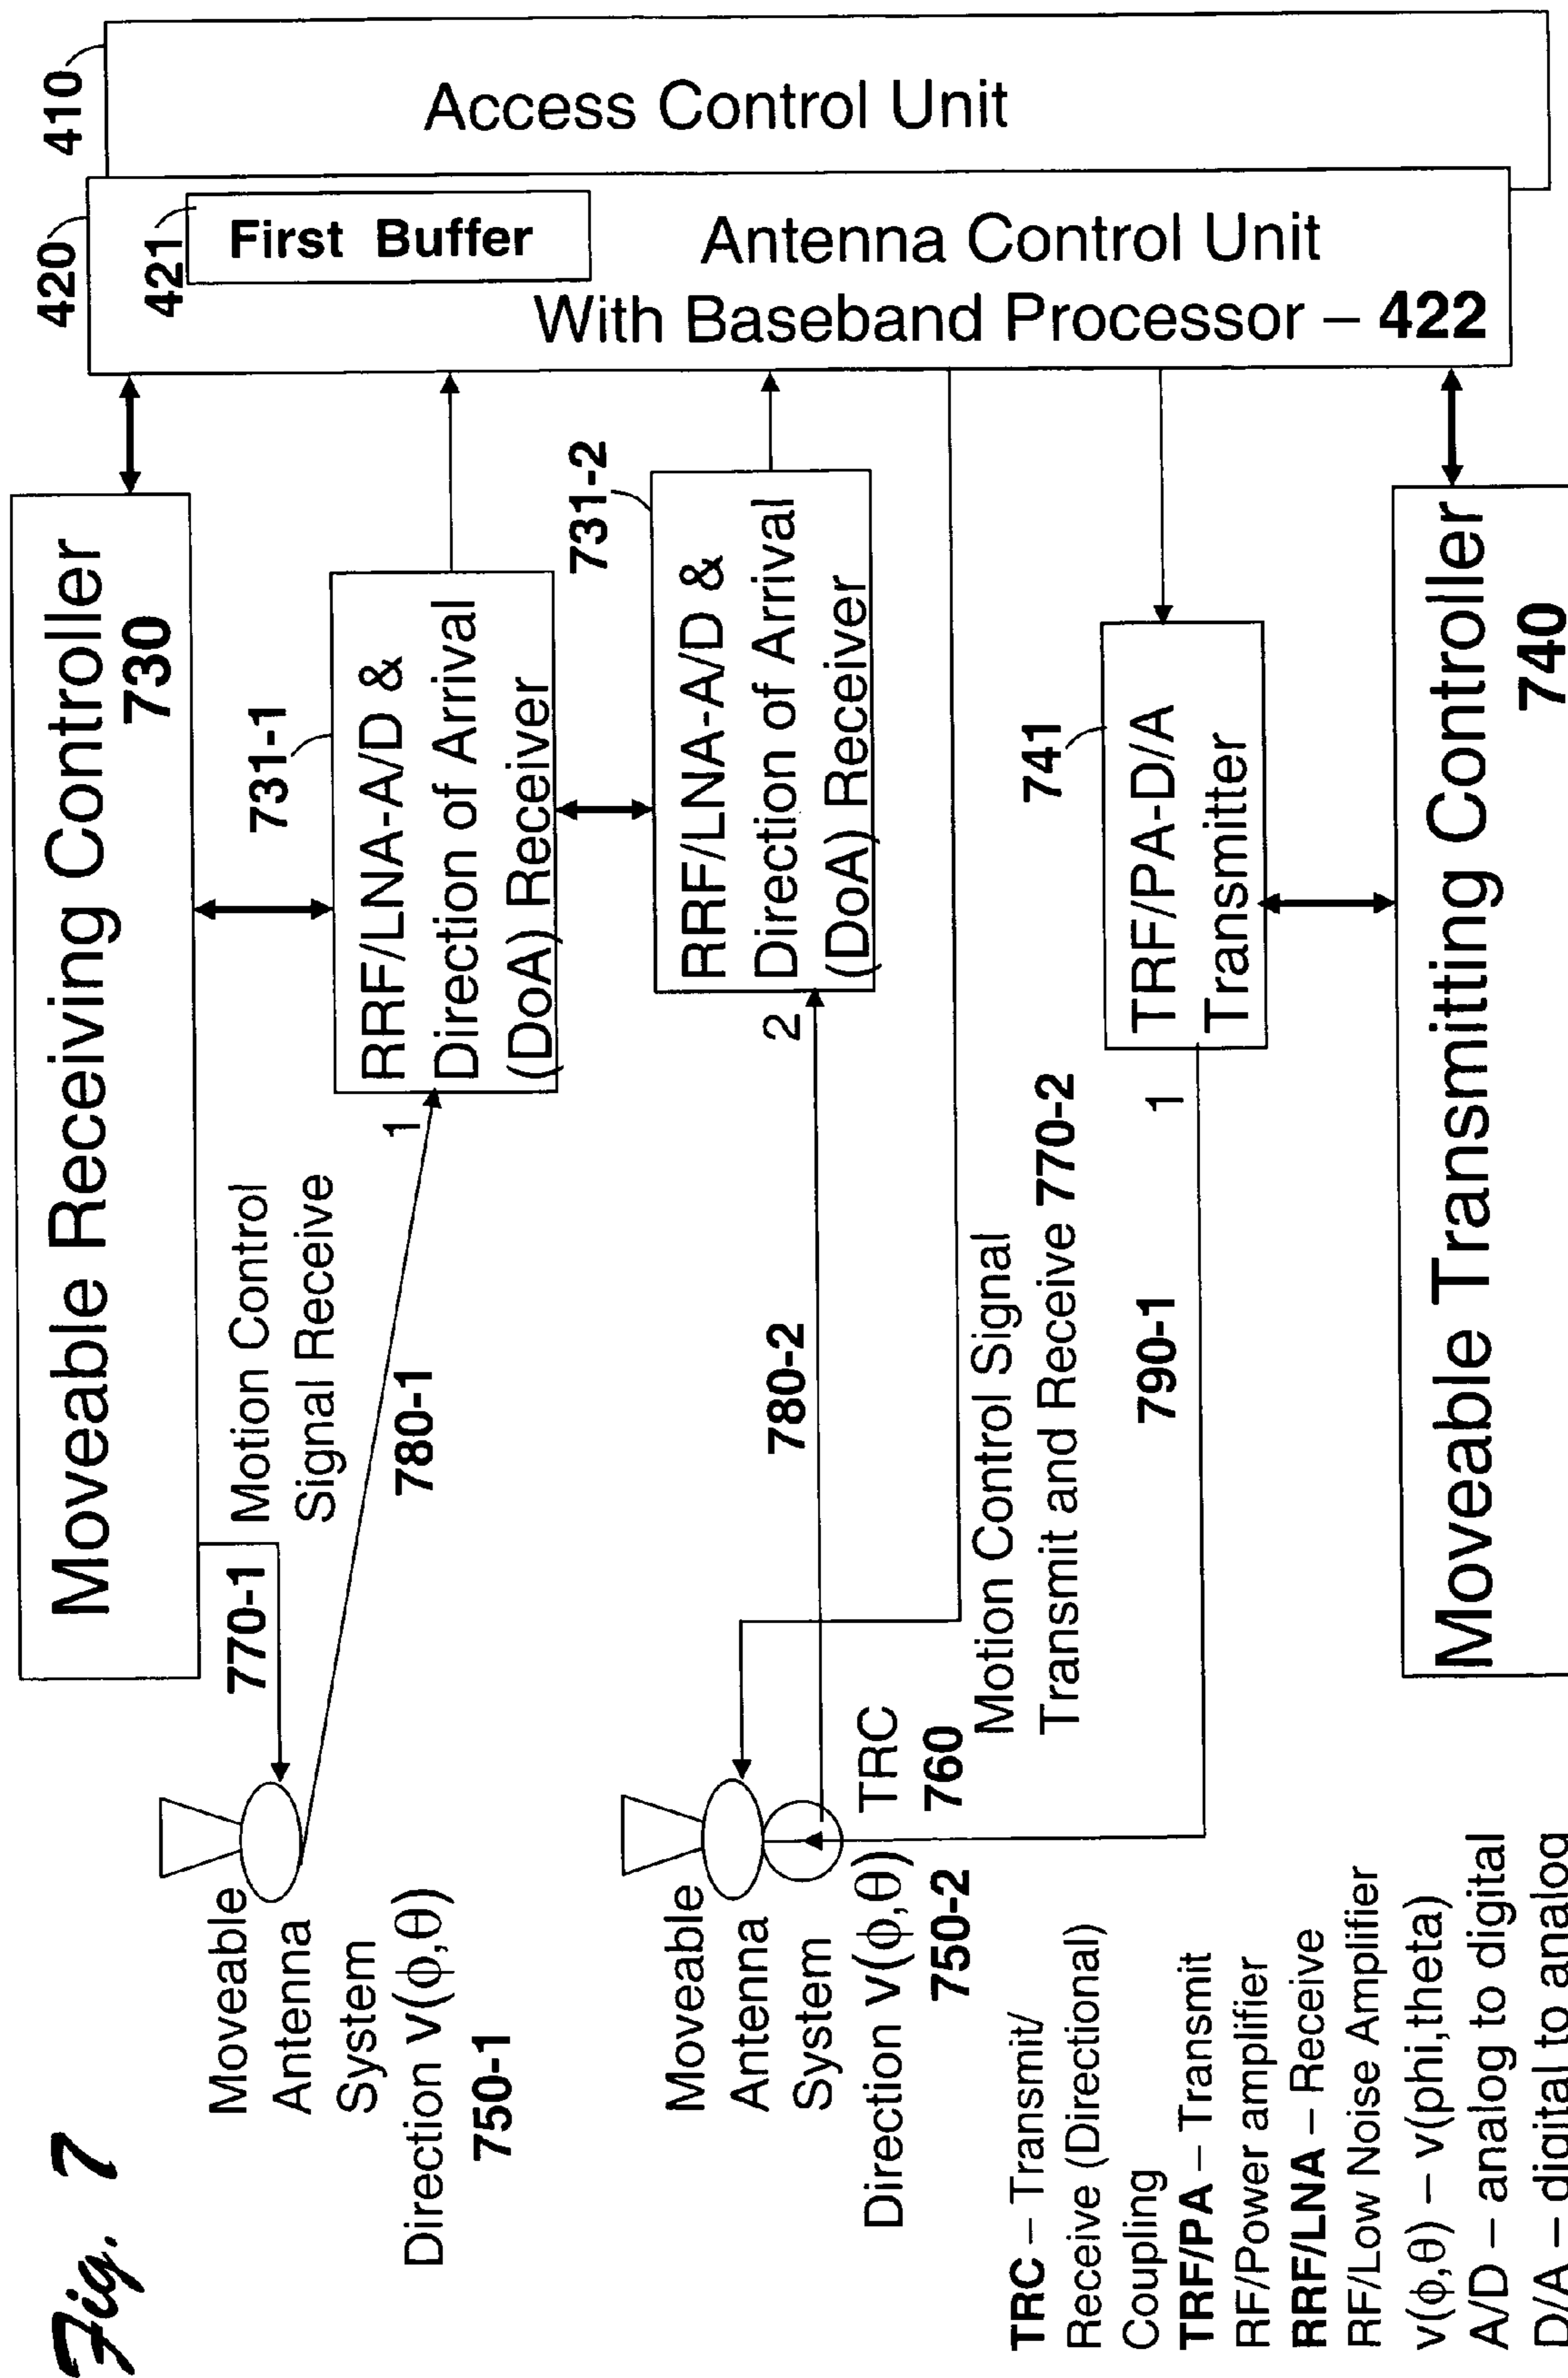 Fig. 7
Moveable Receiving Controller
730
410
Access Control Unit
420
421
First Buffer
Antenna Control Unit
With Baseband Processor – 422
770-1
Motion Control
Signal Receive
780-1
Moveable
Antenna
System
Direction v(ϕ,θ)
750-1
731-1
1
RRF/LNA-A/D &
Direction of Arrival
(DoA) Receiver
731-2
2
RRF/LNA-A/D &
Direction of Arrival
(DoA) Receiver
780-2
Moveable
Antenna
System
Direction v(ϕ,θ)
750-2
TRC
760
Motion Control Signal
Transmit and Receive 770-2
790-1
1
741
TRF/PA-D/A
Transmitter
Moveable Transmitting Controller
740
TRC – Transmit/
Receive (Directional)
Coupling
TRF/PA – Transmit
RF/Power amplifier
RRF/LNA – Receive
RF/Low Noise Amplifier
v(ϕ,θ) – v(phi,theta)
A/D – analog to digital
D/A – digital to analog